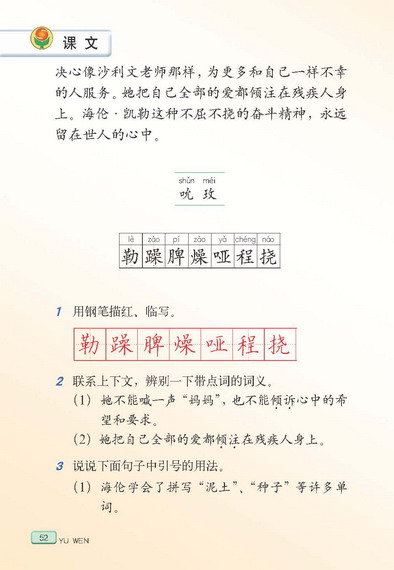 课文
决心像沙利文老师那样，为更多和自己一样不幸
的人服务。她把自己全部的爱都倾注在残疾人身
上。海伦·凯勒这种不屈不挠的奋斗精神，永远
留在世人的心中。
shǔn méi
吮 玫
lè zào pí zào yǎ chéng náo
勒躁脾燥哑程挠
1 用钢笔描红、临写。
勒躁脾燥哑程挠
2 联系上下文，辨别一下带点词的词义。
（1）她不能喊一声“妈妈”，也不能倾诉心中的希
望和要求。
（2）她把自己全部的爱都倾注在残疾人身上。
3 说说下面句子中引号的用法。
（1）海伦学会了拼写“泥土”、“种子”等许多单
词。
52 YU WEN